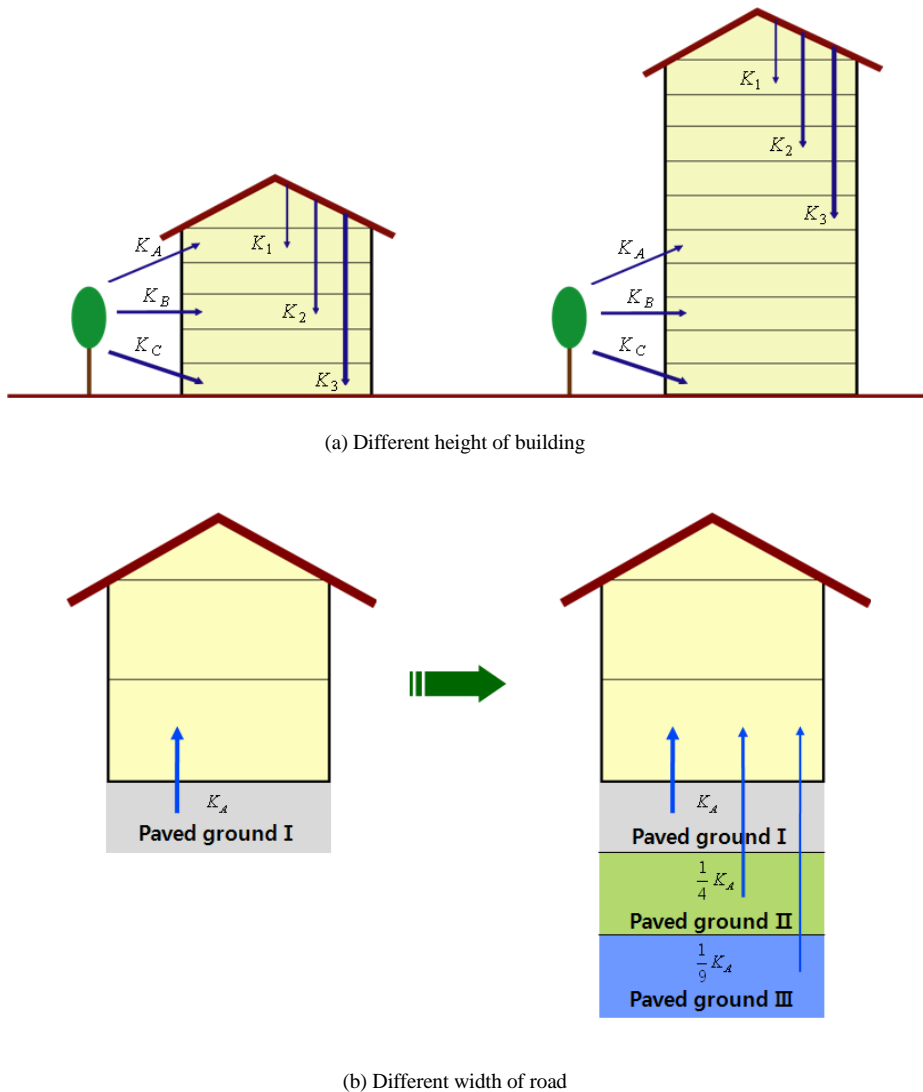 K_1
K_2
K_3
K_A
K_B
K_C
K_1
K_2
K_3
K_A
K_B
K_C
(a) Different height of building
K_A
Paved ground Ⅰ
K_A
Paved ground Ⅰ
1/4 K_A
Paved ground Ⅱ
1/9 K_A
Paved ground Ⅲ
(b) Different width of road